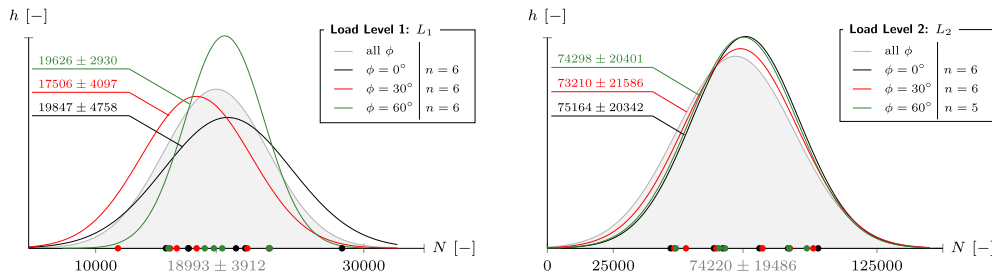 h [−]
Load Level 1: L₁
all ϕ
ϕ = 0° n = 6
ϕ = 30° n = 6
ϕ = 60° n = 6
19626 ± 2930
17506 ± 4097
19847 ± 4758
N [−]
10000 30000
18993 ± 3912
h [−]
Load Level 2: L₂
all ϕ
ϕ = 0° n = 6
ϕ = 30° n = 6
ϕ = 60° n = 5
74298 ± 20401
73210 ± 21586
75164 ± 20342
N [−]
0 25000 125000
74220 ± 19486